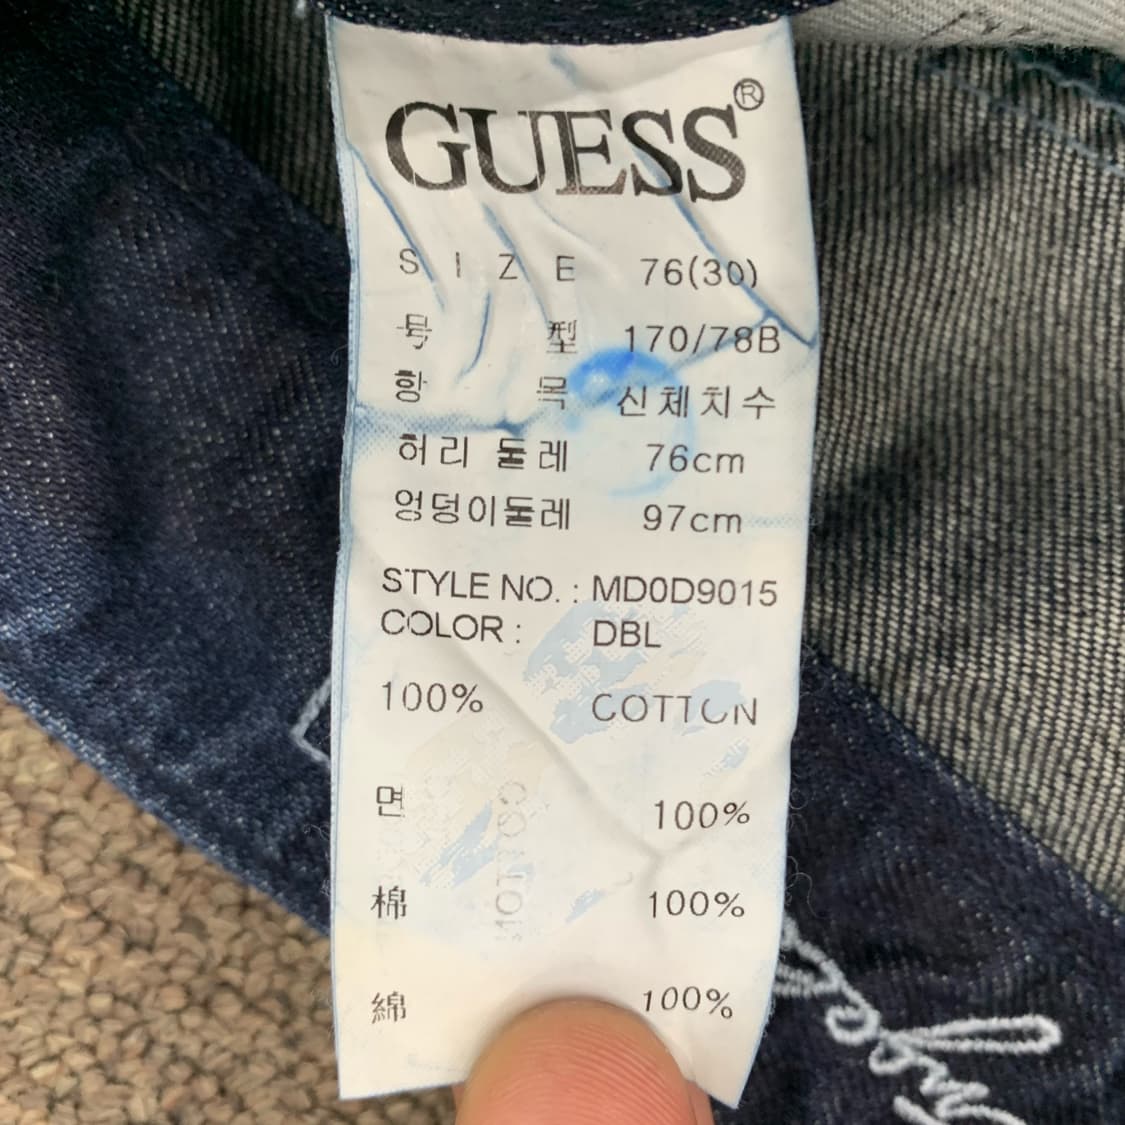 GUESS®
SIZE 76(30)
号型 170/78B
항목 신체치수
허리둘레 76cm
엉덩이둘레 97cm
STYLE NO. : MD0D9015
COLOR : DBL
100% COTTON
면 100%
棉 100%
綿 100%